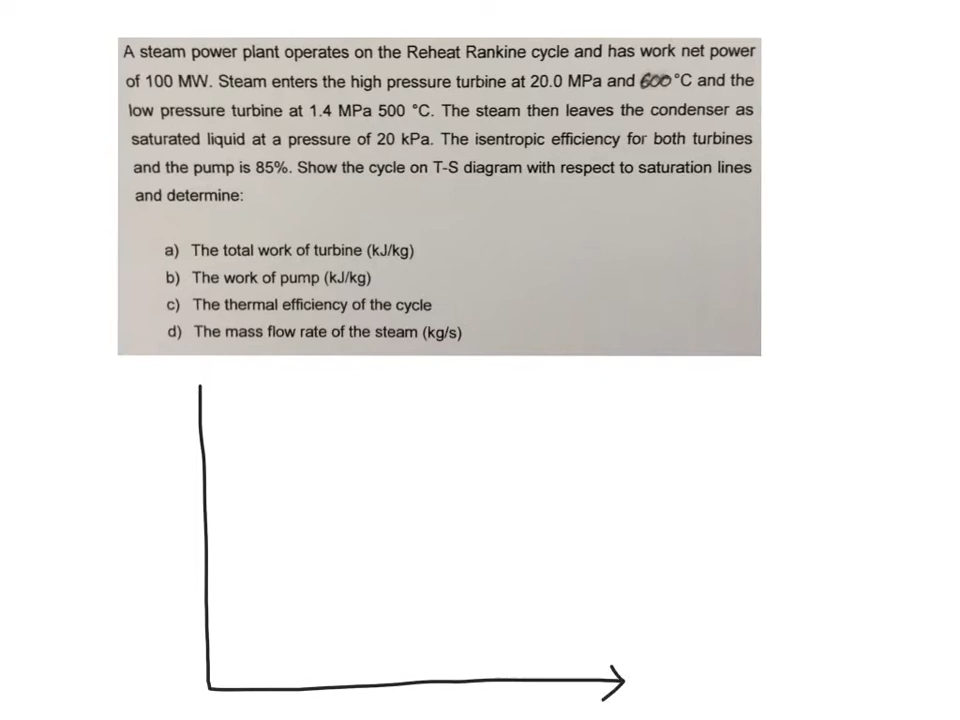 A steam power plant operates on the Reheat Rankine cycle and has work net power
of 100 MW. Steam enters the high pressure turbine at 20.0 MPa and 600 °C and the
low pressure turbine at 1.4 MPa 500 °C. The steam then leaves the condenser as
saturated liquid at a pressure of 20 kPa. The isentropic efficiency for both turbines
and the pump is 85%. Show the cycle on T-S diagram with respect to saturation lines
and determine:
a) The total work of turbine (kJ/kg)
b) The work of pump (kJ/kg)
c) The thermal efficiency of the cycle
d) The mass flow rate of the steam (kg/s)